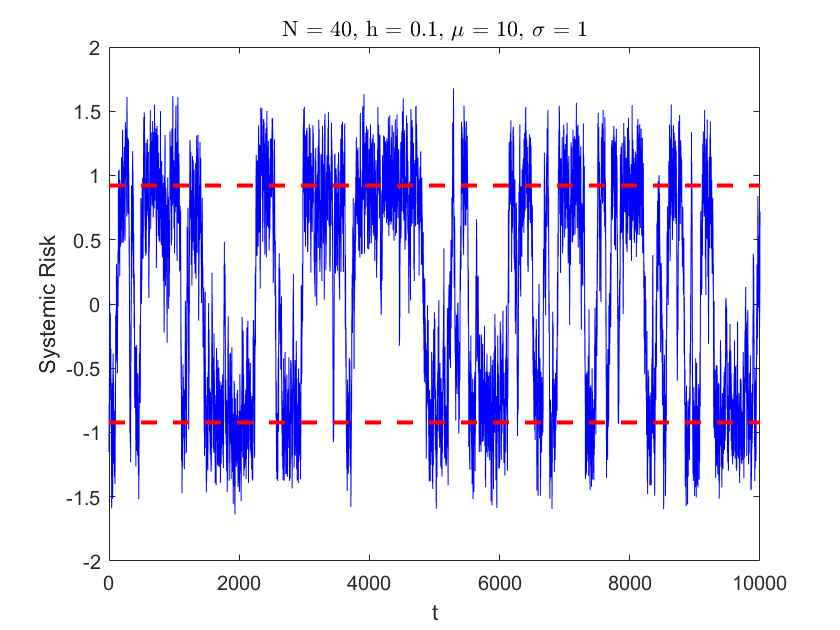 N = 40, h = 0.1, μ = 10, σ = 1
2
1.5
1
0.5
0
-0.5
-1
-1.5
-2
Systemic Risk
0 2000 4000 6000 8000 10000
t